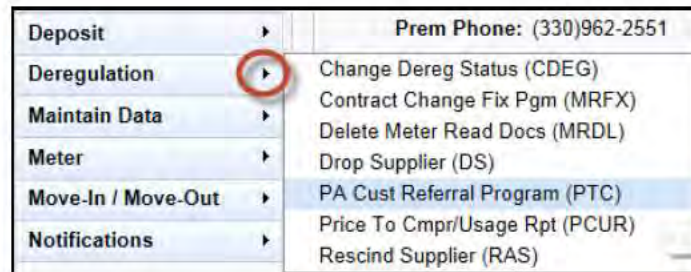 Deposit
Prem Phone: (330)962-2551
Deregulation
Change Dereg Status (CDEG)
Contract Change Fix Pgm (MRFX)
Maintain Data
Delete Meter Read Docs (MRDL)
Meter
Drop Supplier (DS)
Move-In / Move-Out
PA Cust Referral Program (PTC)
Price To Cmpr/Usage Rpt (PCUR)
Notifications
Rescind Supplier (RAS)